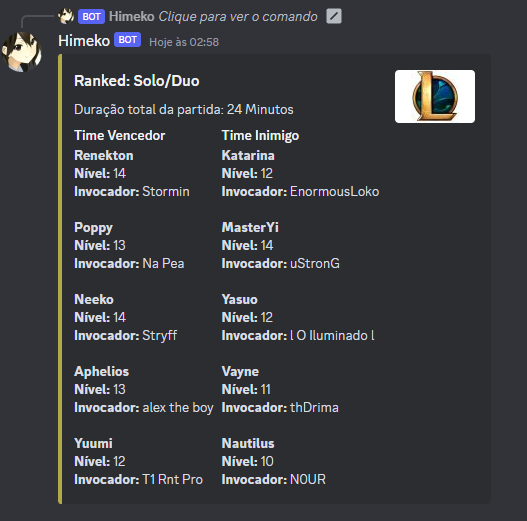 BOT Himeko Clique para ver o comando
Himeko BOT Hoje às 02:58
Ranked: Solo/Duo
Duração total da partida: 24 Minutos
Time Vencedor Time Inimigo
Renekton Katarina
Nível: 14 Nível: 12
Invocador: Stormin Invocador: EnormousLoko
Poppy MasterYi
Nível: 13 Nível: 14
Invocador: Na Pea Invocador: uStronG
Neeko Yasuo
Nível: 14 Nível: 12
Invocador: Stryff Invocador: l O Iluminado l
Aphelios Vayne
Nível: 13 Nível: 11
Invocador: alex the boy Invocador: thDrima
Yuumi Nautilus
Nível: 12 Nível: 10
Invocador: T1 Rnt Pro Invocador: N0UR